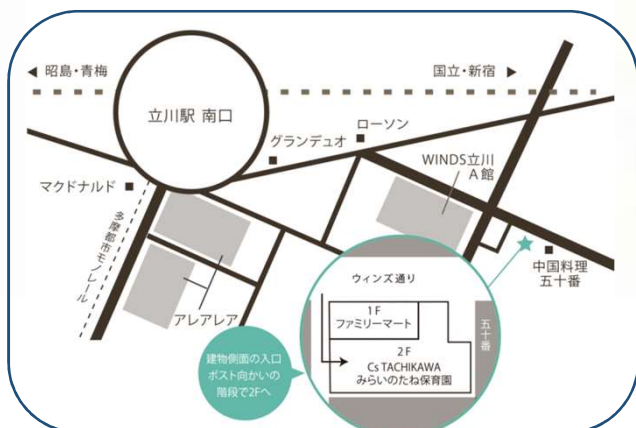 ◀ 昭島・青梅
国立・新宿 ▶
立川駅 南口
ローソン
グランデュオ
WINDS立川
A館
マクドナルド
多摩都市モノレール
アレアレア
中国料理
五十番
ウィンズ通り
1F
ファミリーマート
五十番
2F
Cs TACHIKAWA
みらいのたね保育園
建物側面の入口
ポスト向かいの
階段で2Fへ